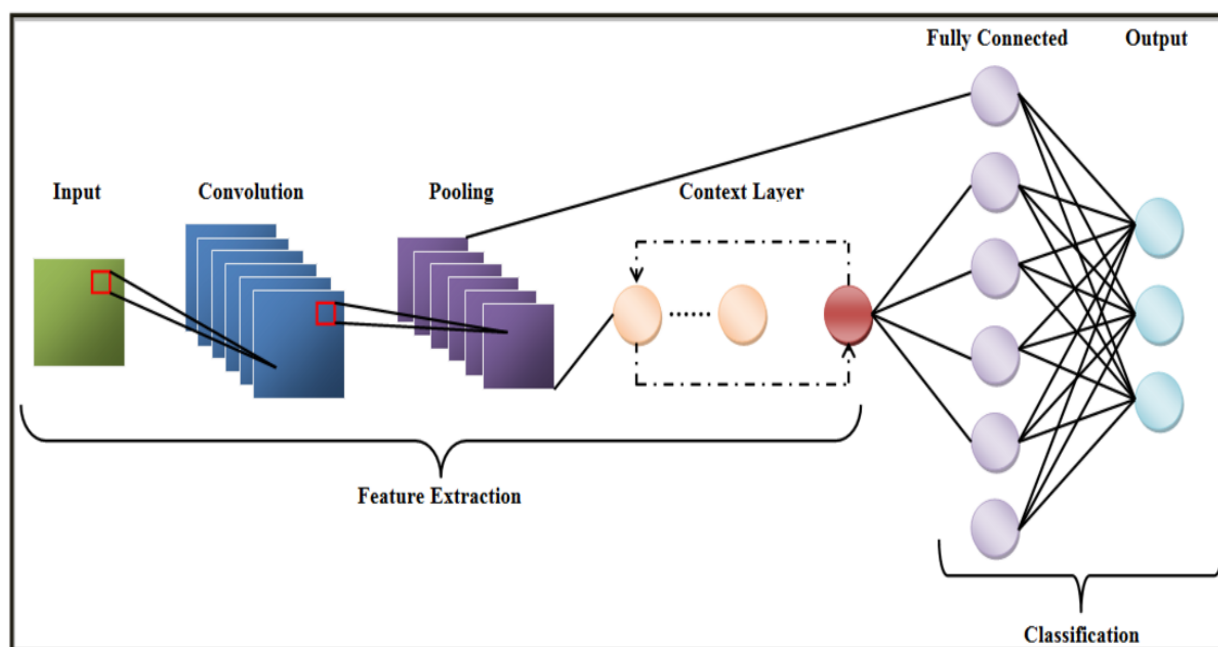 Fully Connected
Output
Input
Convolution
Pooling
Context Layer
Feature Extraction
Classification